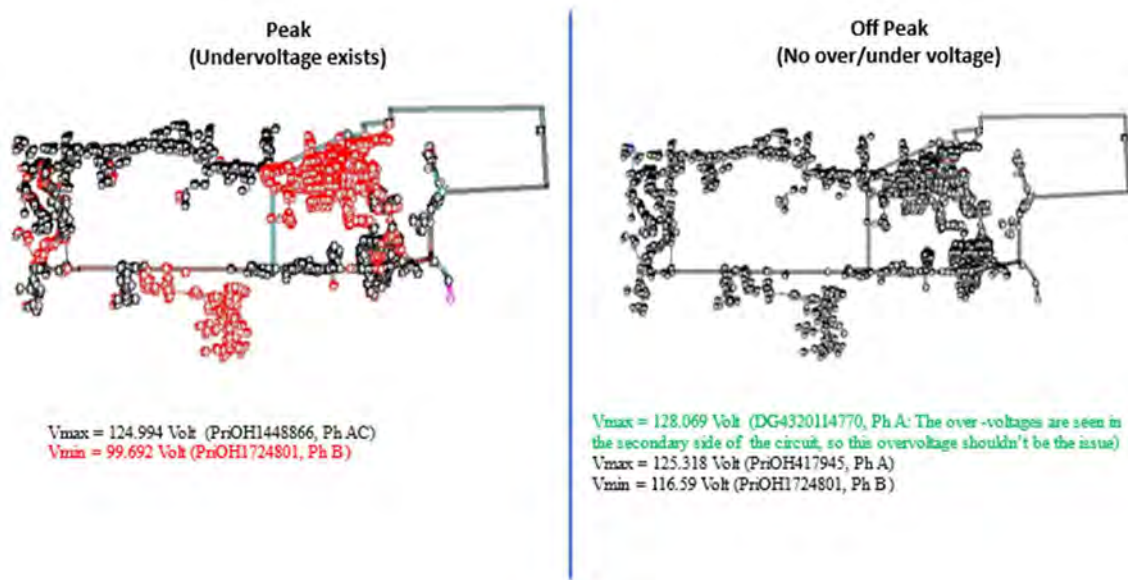 Peak
(Undervoltage exists)
Vmax = 124.994 Volt (PriOH1448866, Ph AC)
Vmin = 99.692 Volt (PriOH1724801, Ph B)
Off Peak
(No over/under voltage)
Vmax = 128.069 Volt (DG4320114770, Ph A: The over-voltages are seen in
the secondary side of the circuit, so this overvoltage shouldn't be the issue)
Vmax = 125.318 Volt (PriOH417945, Ph A)
Vmin = 116.59 Volt (PriOH1724801, Ph B)